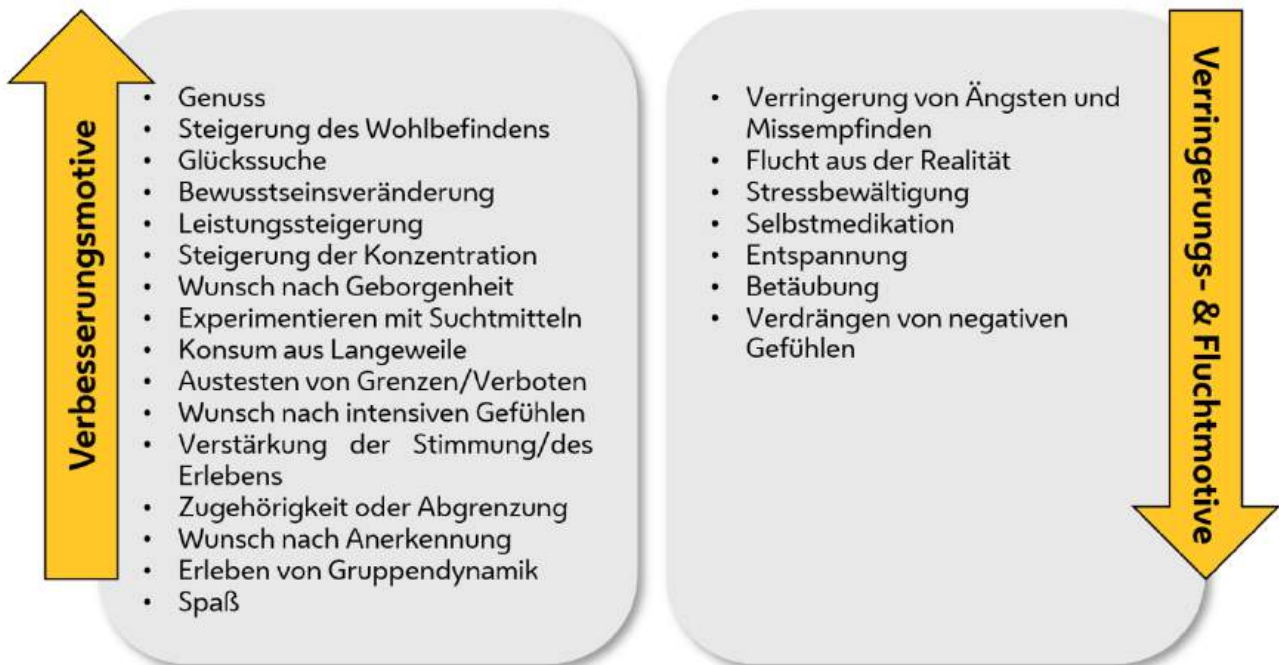 Verbesserungsmotive
• Genuss
• Steigerung des Wohlbefindens
• Glückssuche
• Bewusstseinsveränderung
• Leistungssteigerung
• Steigerung der Konzentration
• Wunsch nach Geborgenheit
• Experimentieren mit Suchtmitteln
• Konsum aus Langeweile
• Austesten von Grenzen/Verboten
• Wunsch nach intensiven Gefühlen
• Verstärkung der Stimmung/des
Erlebens
• Zugehörigkeit oder Abgrenzung
• Wunsch nach Anerkennung
• Erleben von Gruppendynamik
• Spaß
• Verringerung von Ängsten und
Missempfinden
• Flucht aus der Realität
• Stressbewältigung
• Selbstmedikation
• Entspannung
• Betäubung
• Verdrängen von negativen
Gefühlen
Verringerungs- & Fluchtmotive